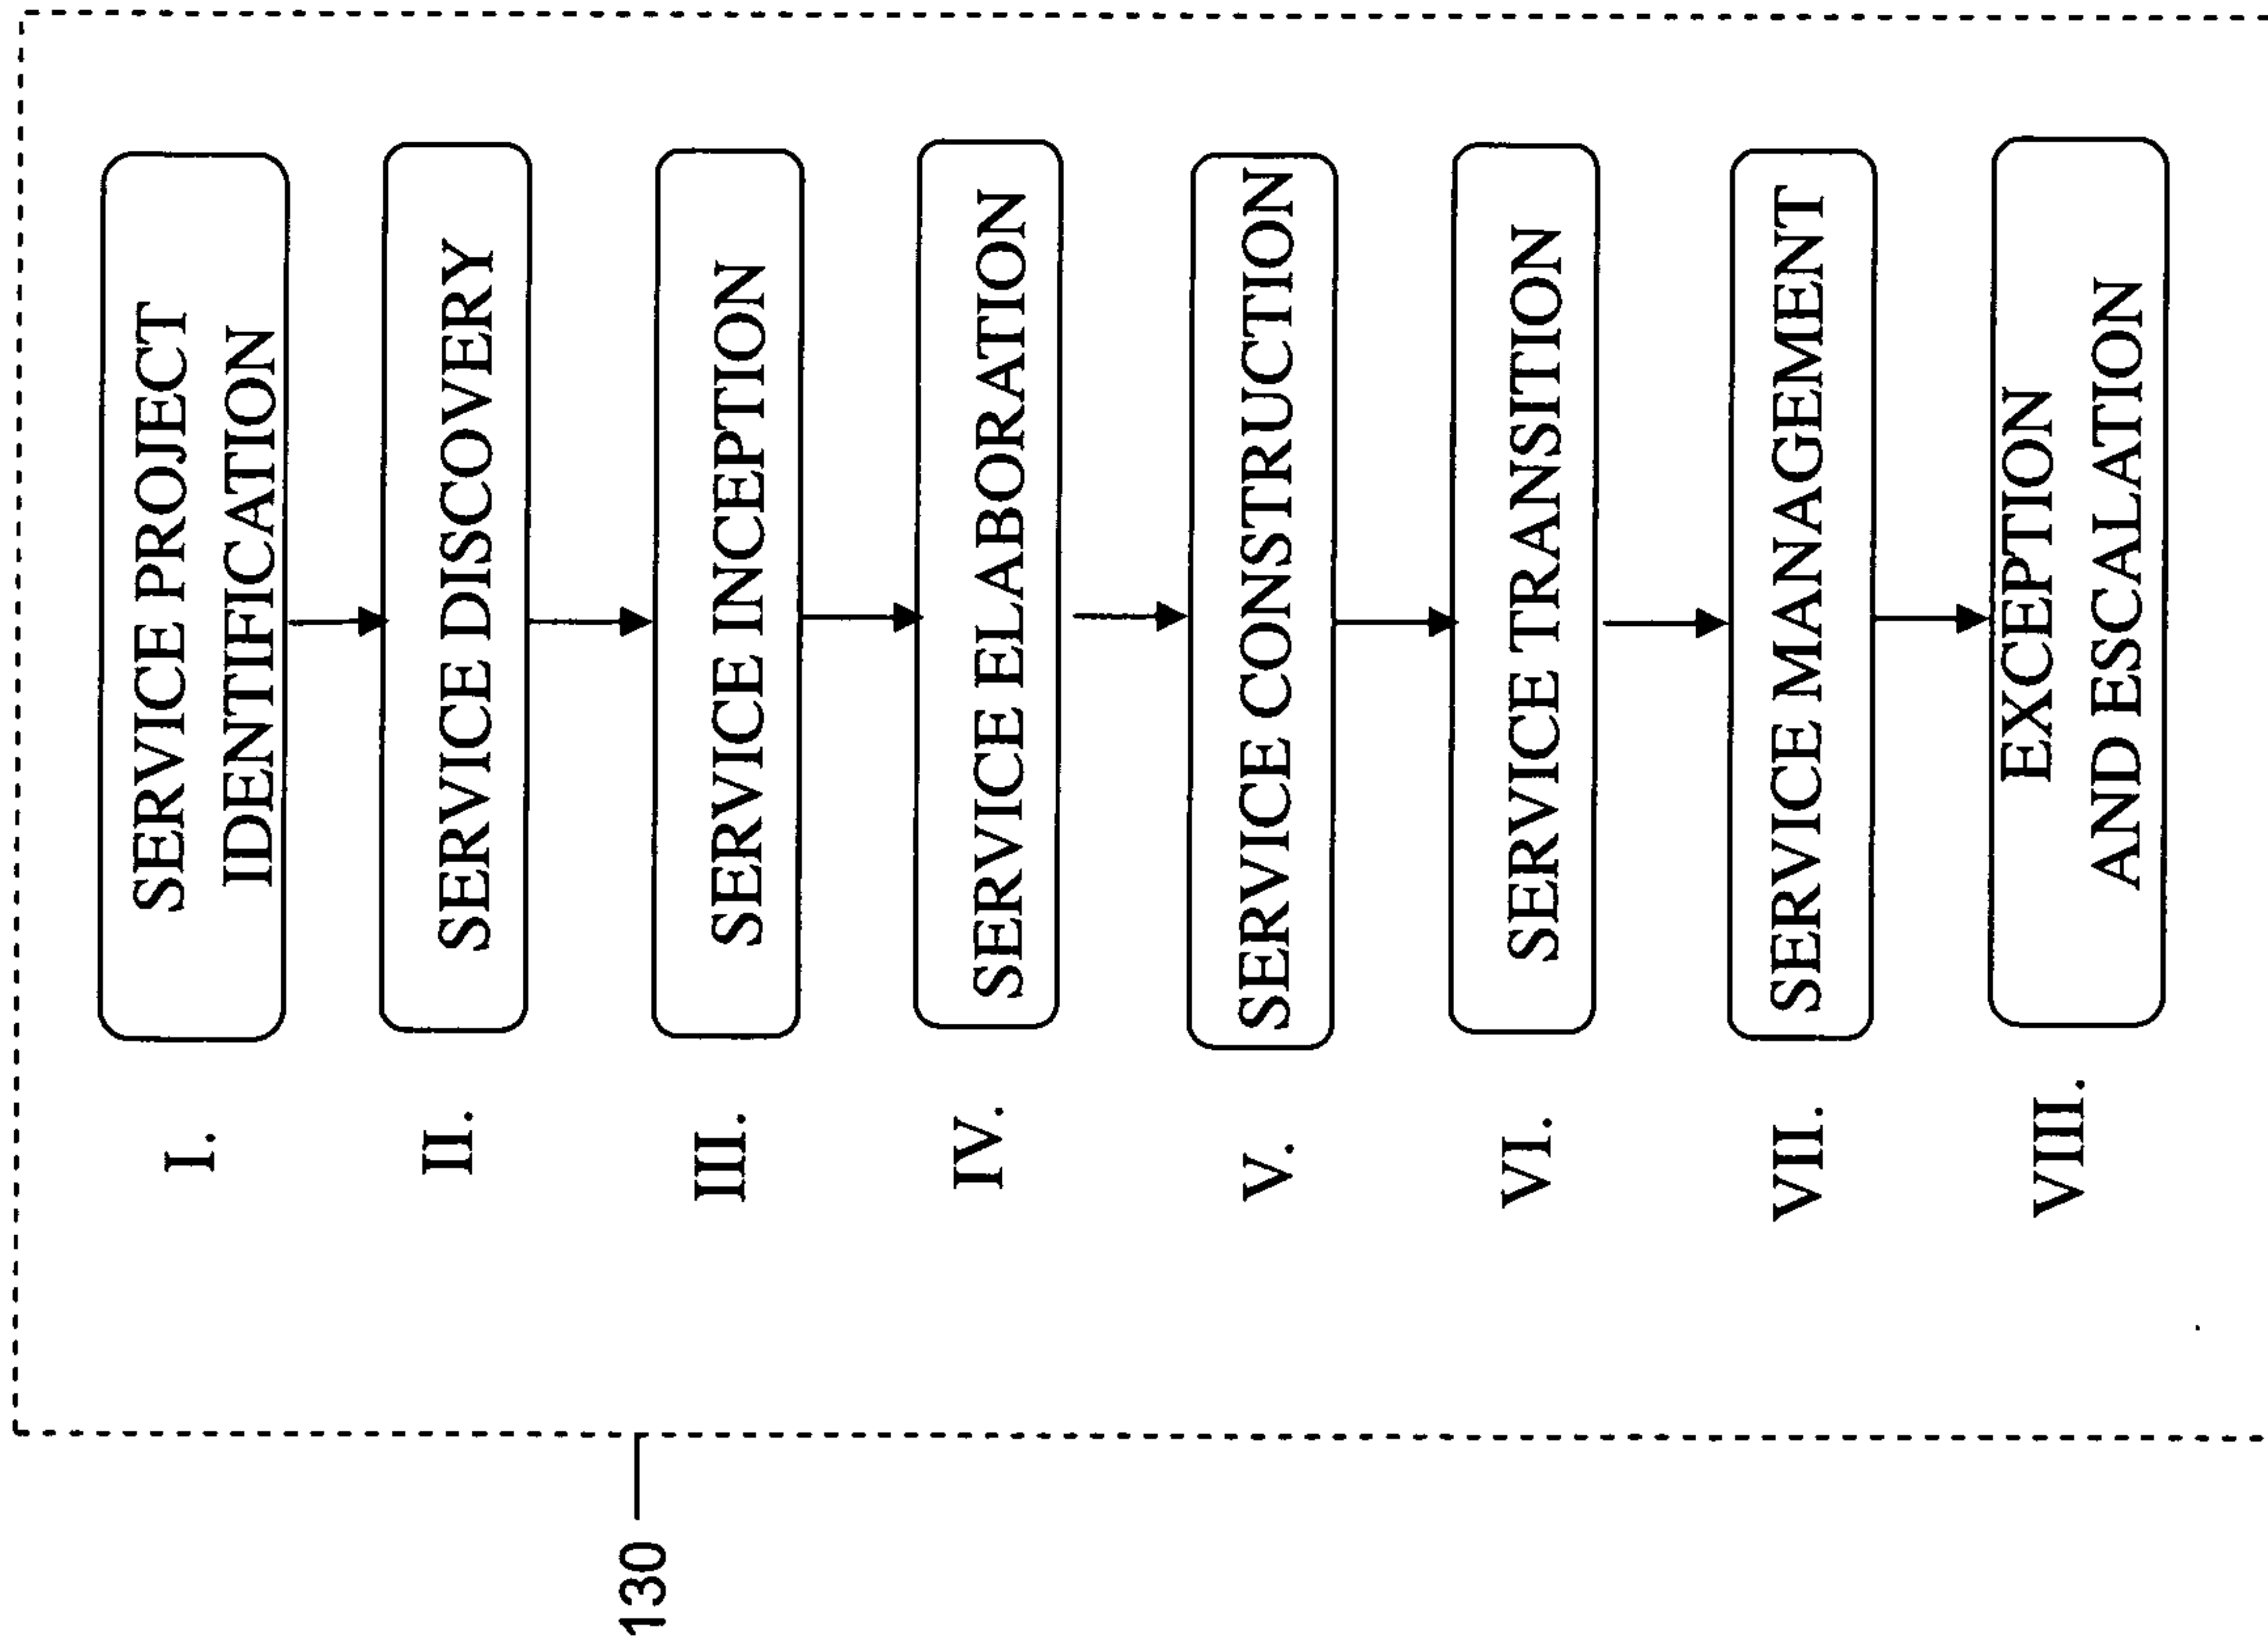 130
I.
SERVICE PROJECT
IDENTIFICATION
II.
SERVICE DISCOVERY
III.
SERVICE INCEPTION
IV.
SERVICE ELABORATION
V.
SERVICE CONSTRUCTION
VI.
SERVICE TRANSITION
VII.
SERVICE MANAGEMENT
VIII.
EXCEPTION
AND ESCALATION